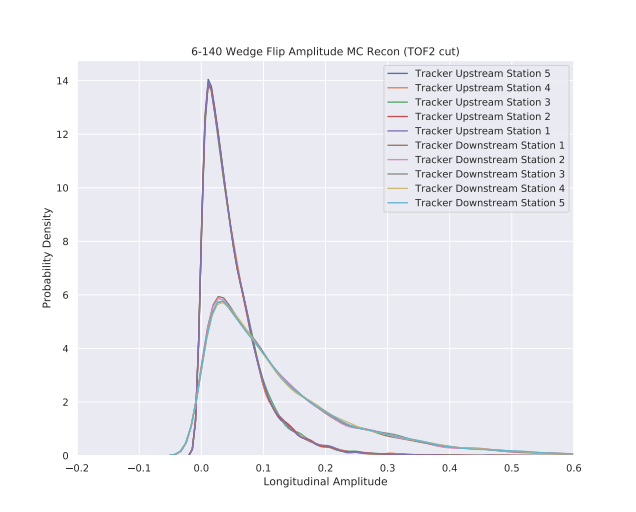 6-140 Wedge Flip Amplitude MC Recon (TOF2 cut)
Tracker Upstream Station 5
Tracker Upstream Station 4
Tracker Upstream Station 3
Tracker Upstream Station 2
Tracker Upstream Station 1
Tracker Downstream Station 1
Tracker Downstream Station 2
Tracker Downstream Station 3
Tracker Downstream Station 4
Tracker Downstream Station 5
Probability Density
14
12
10
8
6
4
2
0
−0.2 −0.1 0.0 0.1 0.2 0.3 0.4 0.5 0.6
Longitudinal Amplitude